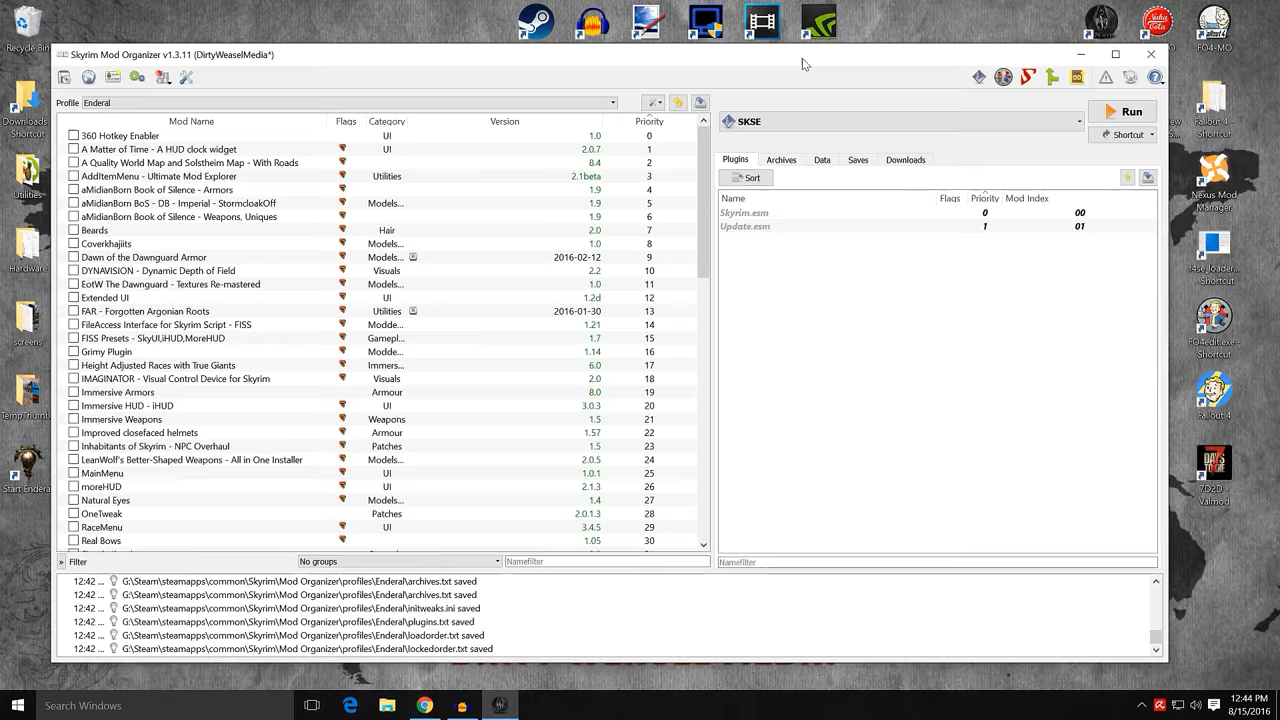 Recycle Bin
Downloads Shortcut
Utilities
Hardware
screens
TempThumb
Start Endera
Skyrim Mod Organizer v1.3.11 (DirtyWeaselMedia*)
Profile Enderal
Mod Name Flags Category Version Priority
360 Hotkey Enabler UI 1.0 0
A Matter of Time - A HUD clock widget UI 2.0.7 1
A Quality World Map and Solstheim Map - With Roads 8.4 2
AddItemMenu - Ultimate Mod Explorer Utilities 2.1beta 3
aMidianBorn Book of Silence - Armors 1.9 4
aMidianBorn BoS - DB - Imperial - StormcloakOff Models... 1.9 5
aMidianBorn Book of Silence - Weapons, Uniques 1.9 6
Beards Hair 2.0 7
Coverkhajiits Models... 1.0 8
Dawn of the Dawnguard Armor Models... 2016-02-12 9
DYNAVISION - Dynamic Depth of Field Visuals 2.2 10
EotW The Dawnguard - Textures Re-mastered Models... 1.0 11
Extended UI UI 1.2d 12
FAR - Forgotten Argonian Roots Utilities 2016-01-30 13
FileAccess Interface for Skyrim Script - FISS Modde... 1.21 14
FISS Presets - SkyUI,iHUD,MoreHUD Gamepl... 1.7 15
Grimy Plugin Modde... 1.14 16
Height Adjusted Races with True Giants Immers... 6.0 17
IMAGINATOR - Visual Control Device for Skyrim Visuals 2.0 18
Immersive Armors Armour 8.0 19
Immersive HUD - iHUD UI 3.0.3 20
Immersive Weapons Weapons 1.5 21
Improved closefaced helmets Armour 1.57 22
Inhabitants of Skyrim - NPC Overhaul Patches 1.5 23
LeanWolf's Better-Shaped Weapons - All in One Installer Models... 2.0.5 24
MainMenu UI 1.0.1 25
moreHUD UI 2.1.3 26
Natural Eyes Models... 1.4 27
OneTweak Patches 2.0.1.3 28
RaceMenu UI 3.4.5 29
Real Bows 1.05 30
» Filter No groups Namefilter
SKSE
Run
Shortcut
Plugins Archives Data Saves Downloads
Sort
Name Flags Priority Mod Index
Skyrim.esm 0 00
Update.esm 1 01
Namefilter
12:42 ... G:\Steam\steamapps\common\Skyrim\Mod Organizer\profiles\Enderal\archives.txt saved
12:42 ... G:\Steam\steamapps\common\Skyrim\Mod Organizer\profiles\Enderal\archives.txt saved
12:42 ... G:\Steam\steamapps\common\Skyrim\Mod Organizer\profiles\Enderal\initweaks.ini saved
12:42 ... G:\Steam\steamapps\common\Skyrim\Mod Organizer\profiles\Enderal\plugins.txt saved
12:42 ... G:\Steam\steamapps\common\Skyrim\Mod Organizer\profiles\Enderal\loadorder.txt saved
12:42 ... G:\Steam\steamapps\common\Skyrim\Mod Organizer\profiles\Enderal\lockedorder.txt saved
FO4-MO
Fallout 4 - Shortcut
Nexus Mod Manager
f4se_loader... - Shortcut
FO4edit.exe - Shortcut
Fallout 4
7D2D - Valmod
Search Windows
12:44 PM
8/15/2016